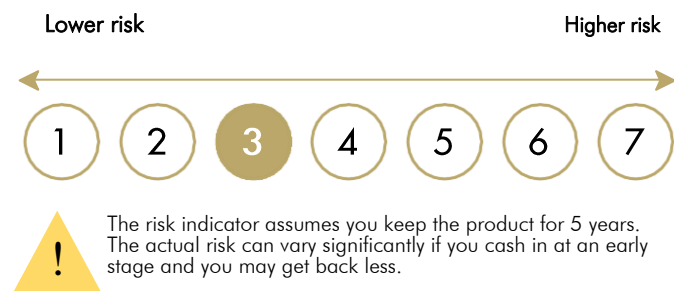 Lower risk Higher risk
1 2 3 4 5 6 7
! The risk indicator assumes you keep the product for 5 years.
The actual risk can vary significantly if you cash in at an early
stage and you may get back less.